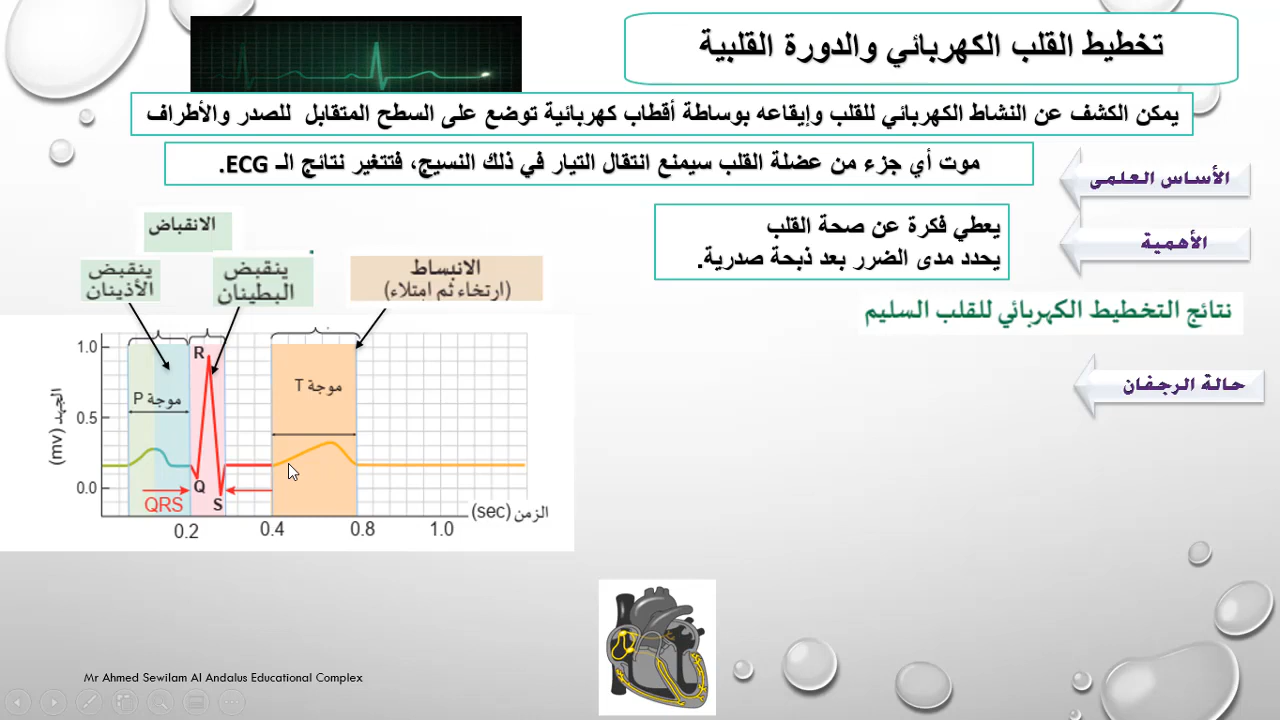 تخطيط القلب الكهربائي والدورة القلبية
يمكن الكشف عن النشاط الكهربائي للقلب وإيقاعه بوساطة أقطاب كهربائية توضع على السطح المتقابل للصدر والأطراف
الأساس العلمى
موت أي جزء من عضلة القلب سيمنع انتقال التيار في ذلك النسيج، فتتغير نتائج الـ ECG.
الأهمية
يعطي فكرة عن صحة القلب
يحدد مدى الضرر بعد ذبحة صدرية.
نتائج التخطيط الكهربائي للقلب السليم
حالة الرجفان
الانقباض
ينقبض الأذينان
ينقبض البطينان
الانبساط
(ارتخاء ثم امتلاء)
1.0
0.5
0.0
الجهد (mv)
موجة P
R
Q
S
QRS
موجة T
0.2
0.4
0.8
1.0
الزمن (sec)
Mr Ahmed Sewilam Al Andalus Educational Complex